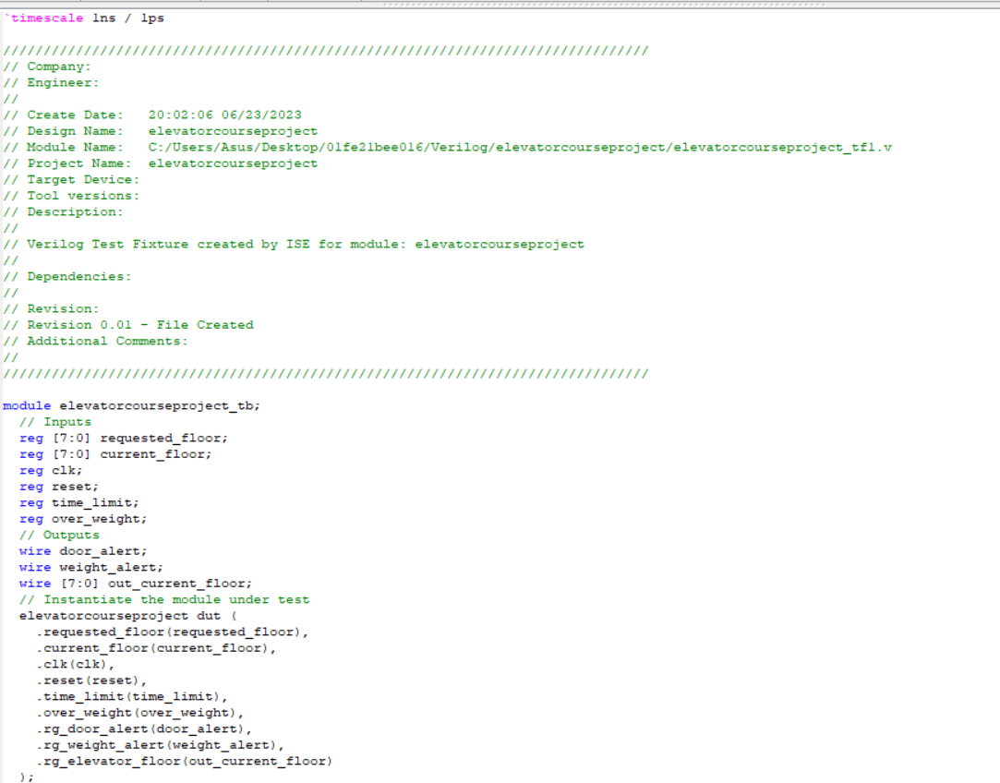 `timescale 1ns / 1ps
////////////////////////////////////////////////////////////////////////////////
// Company:
// Engineer:
//
// Create Date:   20:02:06 06/23/2023
// Design Name:   elevatorcourseproject
// Module Name:   C:/Users/Asus/Desktop/01fe21bee016/Verilog/elevatorcourseproject/elevatorcourseproject_tf1.v
// Project Name:  elevatorcourseproject
// Target Device:
// Tool versions:
// Description:
//
// Verilog Test Fixture created by ISE for module: elevatorcourseproject
//
// Dependencies:
//
// Revision:
// Revision 0.01 - File Created
// Additional Comments:
//
////////////////////////////////////////////////////////////////////////////////
module elevatorcourseproject_tb;
  // Inputs
  reg [7:0] requested_floor;
  reg [7:0] current_floor;
  reg clk;
  reg reset;
  reg time_limit;
  reg over_weight;
  // Outputs
  wire door_alert;
  wire weight_alert;
  wire [7:0] out_current_floor;
  // Instantiate the module under test
  elevatorcourseproject dut (
    .requested_floor(requested_floor),
    .current_floor(current_floor),
    .clk(clk),
    .reset(reset),
    .time_limit(time_limit),
    .over_weight(over_weight),
    .rg_door_alert(door_alert),
    .rg_weight_alert(weight_alert),
    .rg_elevator_floor(out_current_floor)
  );